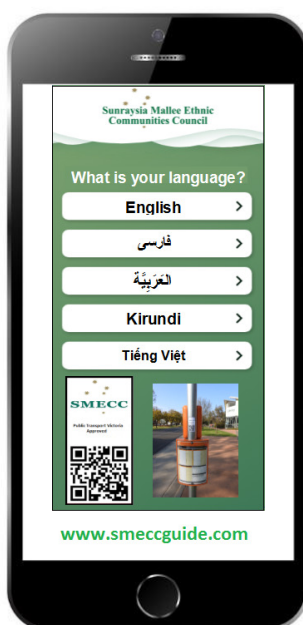 Sunraysia Mallee Ethnic
Communities Council
What is your language?
English
فارسی
العَرَبِيَّة
Kirundi
Tiếng Việt
SMECC
Public Transport Victoria
Approved
www.smeccguide.com